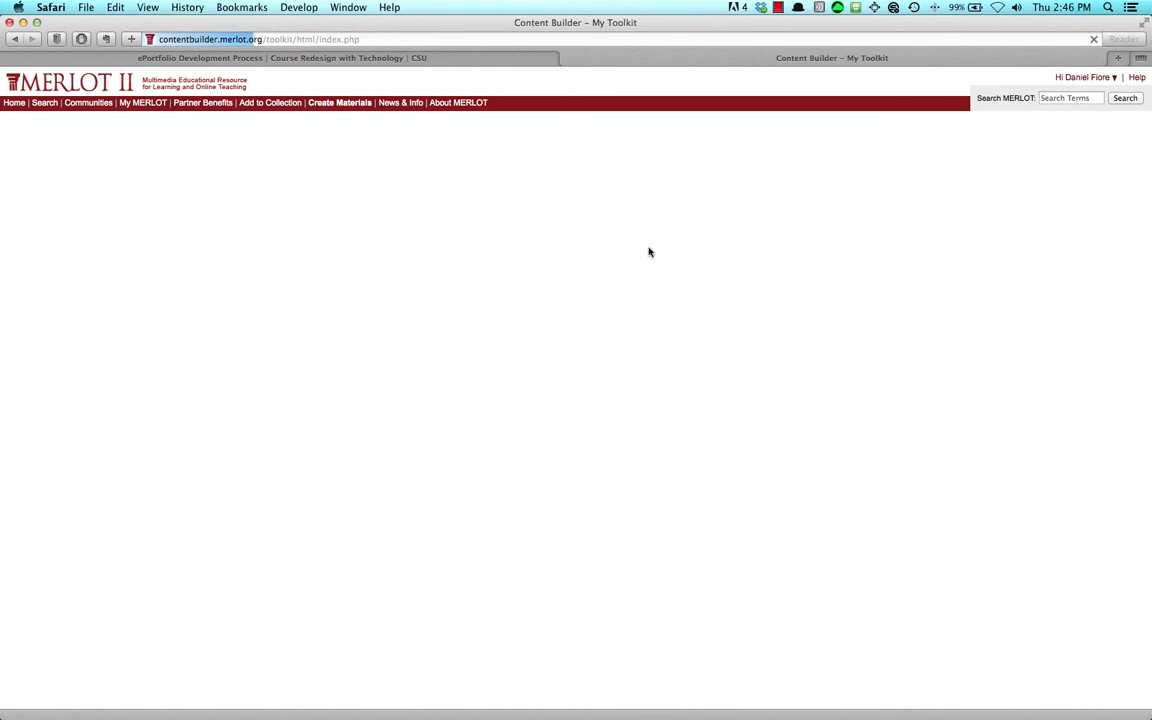 Safari File Edit View History Bookmarks Develop Window Help 4 99% Thu 2:46 PM
Content Builder – My Toolkit
contentbuilder.merlot.org/toolkit/html/index.php Reader
ePortfolio Development Process | Course Redesign with Technology | CSU Content Builder – My Toolkit
MERLOT II Multimedia Educational Resource
for Learning and Online Teaching
Hi Daniel Fiore ▾ | Help
Home | Search | Communities | My MERLOT | Partner Benefits | Add to Collection | Create Materials | News & Info | About MERLOT
Search MERLOT: Search Terms Search